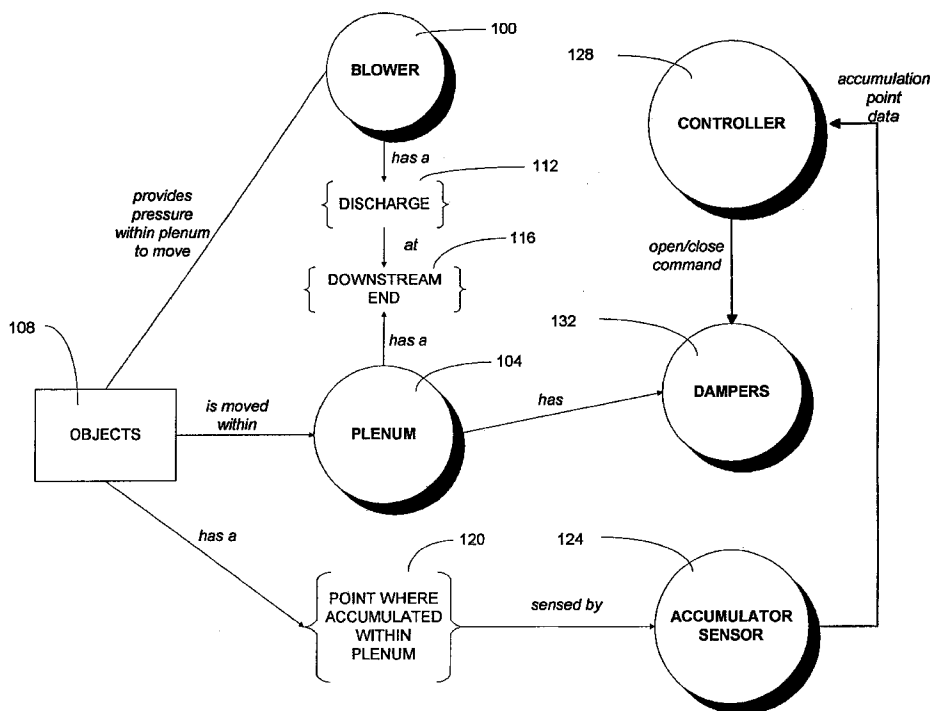 100
BLOWER
128
accumulation
point
data
CONTROLLER
has a
112
provides
pressure
within plenum
to move
DISCHARGE
at
116
open/close
command
DOWNSTREAM
END
132
108
has a
104
OBJECTS
is moved
within
PLENUM
has
DAMPERS
has a
120
124
POINT WHERE
ACCUMULATED
WITHIN
PLENUM
sensed by
ACCUMULATOR
SENSOR